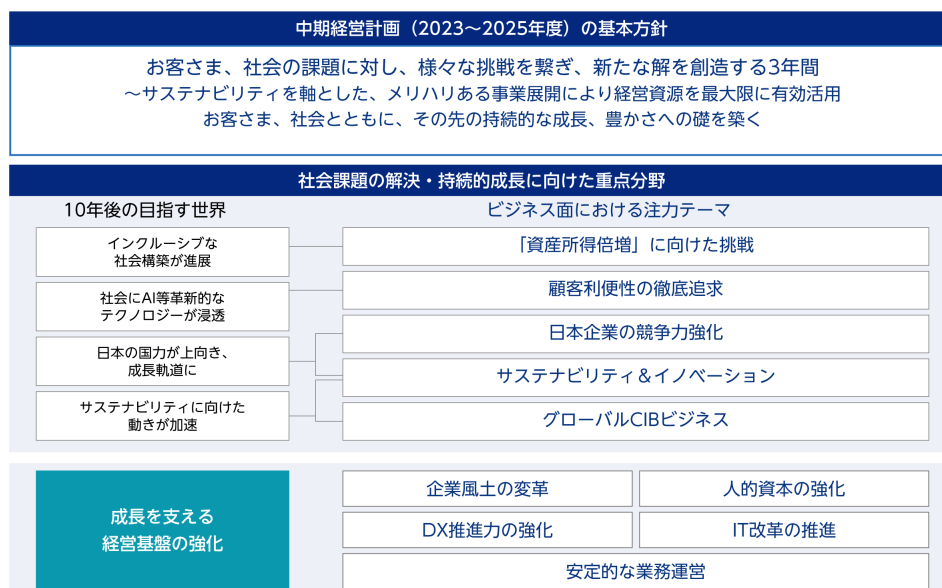 中期経営計画（2023～2025年度）の基本方針
お客さま、社会の課題に対し、様々な挑戦を繋ぎ、新たな解を創造する3年間
～サステナビリティを軸とした、メリハリある事業展開により経営資源を最大限に有効活用
お客さま、社会とともに、その先の持続的な成長、豊かさへの礎を築く
社会課題の解決・持続的成長に向けた重点分野
10年後の目指す世界
ビジネス面における注力テーマ
インクルーシブな
社会構築が進展
社会にAI等革新的な
テクノロジーが浸透
日本の国力が上向き、
成長軌道に
サステナビリティに向けた
動きが加速
「資産所得倍増」に向けた挑戦
顧客利便性の徹底追求
日本企業の競争力強化
サステナビリティ＆イノベーション
グローバルCIBビジネス
成長を支える
経営基盤の強化
企業風土の変革
人的資本の強化
DX推進力の強化
IT改革の推進
安定的な業務運営